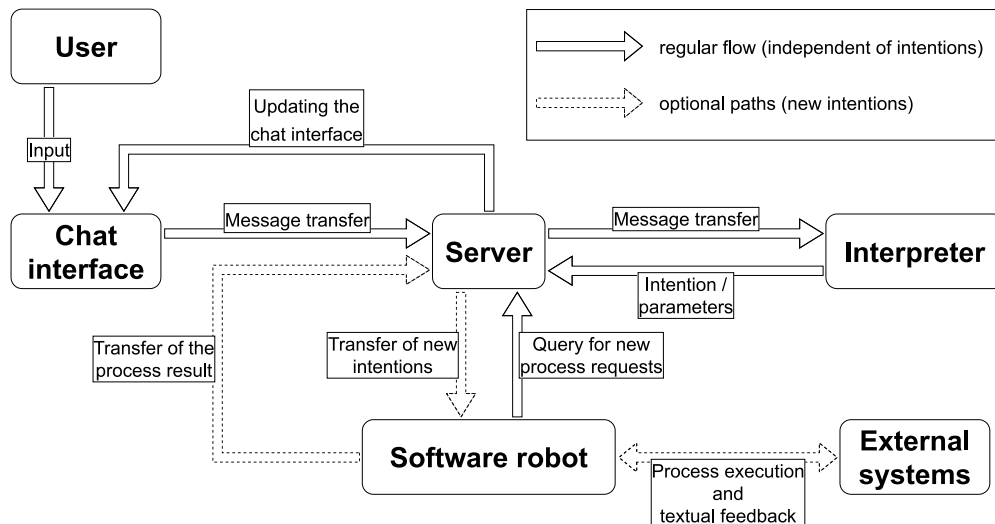 User
regular flow (independent of intentions)
optional paths (new intentions)
Updating the
chat interface
Input
Chat
interface
Message transfer
Server
Message transfer
Interpreter
Intention /
parameters
Transfer of the
process result
Transfer of new
intentions
Query for new
process requests
Software robot
External
systems
Process execution
and
textual feedback